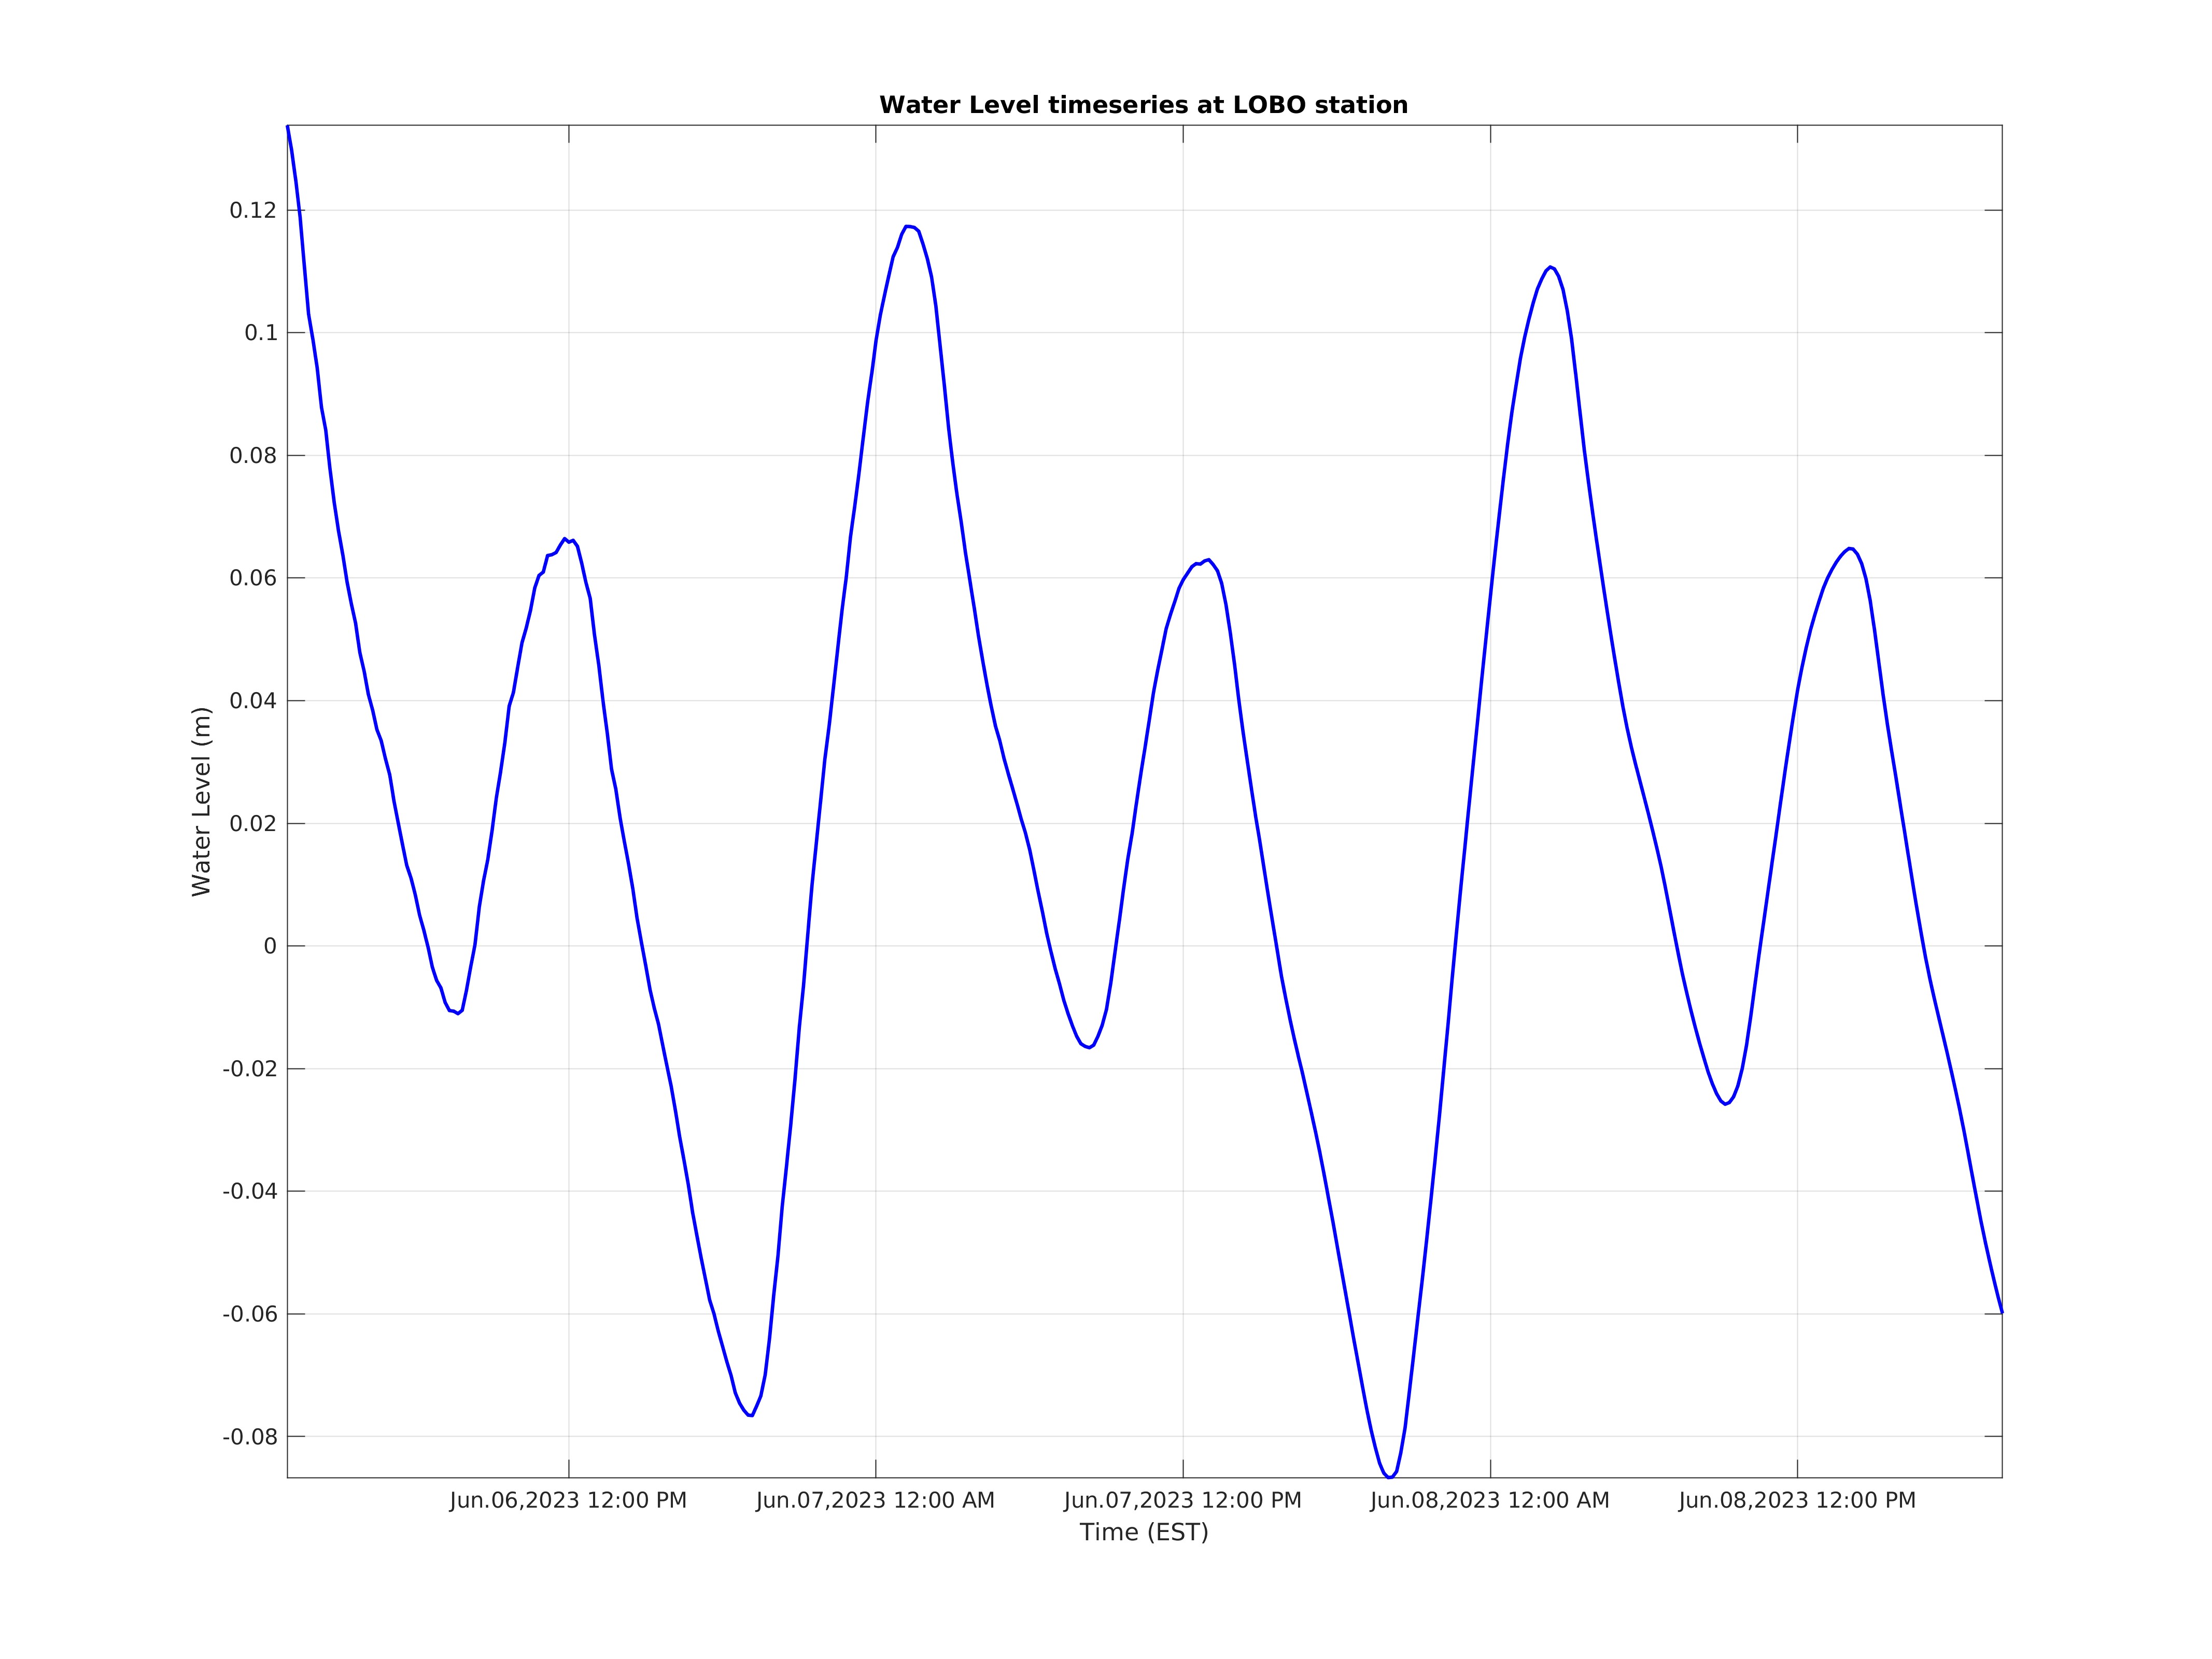 Water Level timeseries at LOBO station
0.12
0.1
0.08
0.06
0.04
0.02
0
-0.02
-0.04
-0.06
-0.08
Water Level (m)
Jun.06,2023 12:00 PM
Jun.07,2023 12:00 AM
Jun.07,2023 12:00 PM
Jun.08,2023 12:00 AM
Jun.08,2023 12:00 PM
Time (EST)